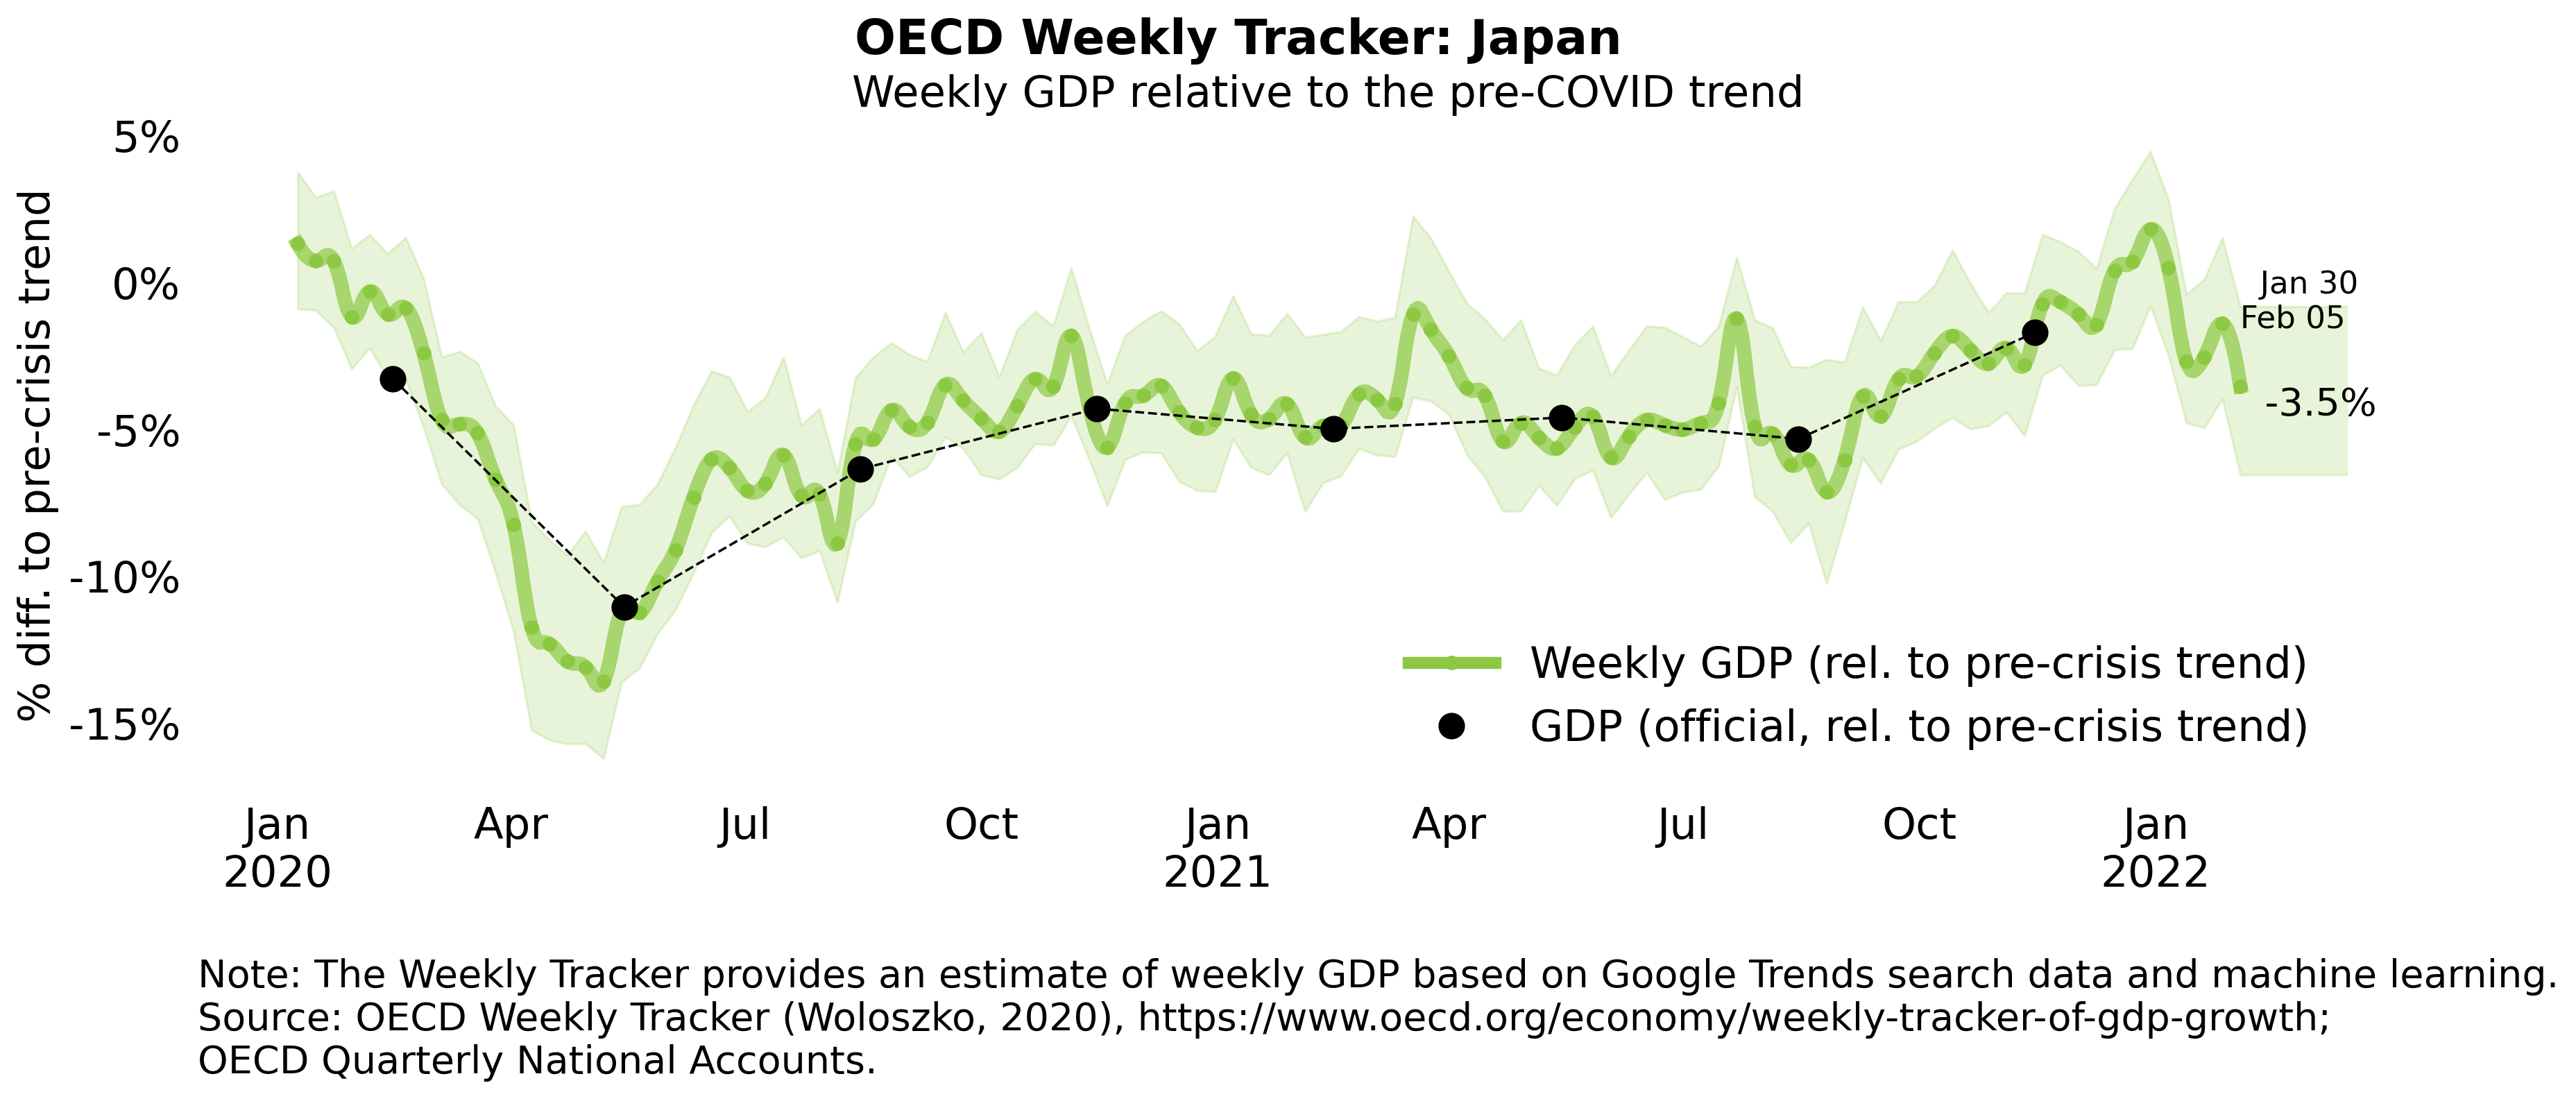 OECD Weekly Tracker: Japan
Weekly GDP relative to the pre-COVID trend
% diff. to pre-crisis trend
5%
0%
-5%
-10%
-15%
Jan 30
Feb 05
-3.5%
Weekly GDP (rel. to pre-crisis trend)
GDP (official, rel. to pre-crisis trend)
Jan Apr Jul Oct Jan Apr Jul Oct Jan
2020 2021 2022
Note: The Weekly Tracker provides an estimate of weekly GDP based on Google Trends search data and machine learning.
Source: OECD Weekly Tracker (Woloszko, 2020), https://www.oecd.org/economy/weekly-tracker-of-gdp-growth;
OECD Quarterly National Accounts.